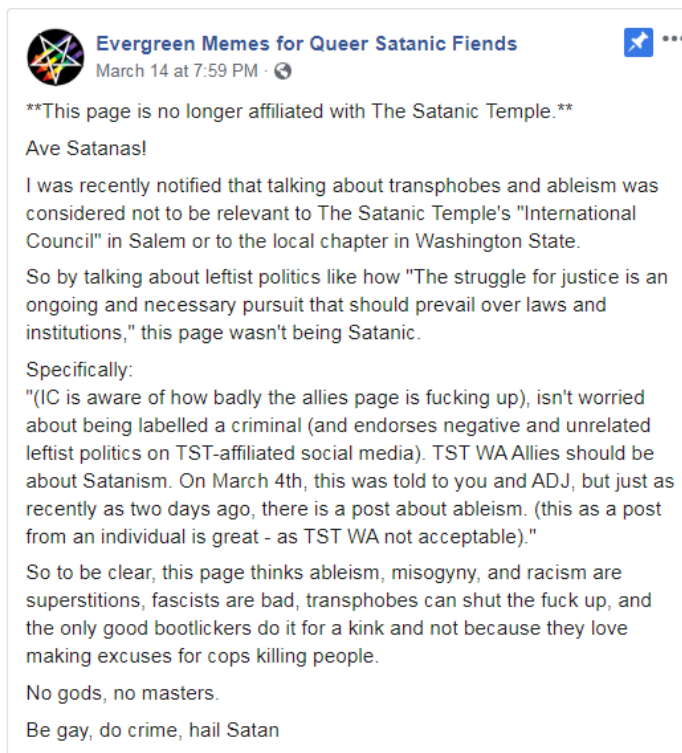 Evergreen Memes for Queer Satanic Fiends
March 14 at 7:59 PM ·
**This page is no longer affiliated with The Satanic Temple.**
Ave Satanas!
I was recently notified that talking about transphobes and ableism was
considered not to be relevant to The Satanic Temple's "International
Council" in Salem or to the local chapter in Washington State.
So by talking about leftist politics like how "The struggle for justice is an
ongoing and necessary pursuit that should prevail over laws and
institutions," this page wasn't being Satanic.
Specifically:
"(IC is aware of how badly the allies page is fucking up), isn't worried
about being labelled a criminal (and endorses negative and unrelated
leftist politics on TST-affiliated social media). TST WA Allies should be
about Satanism. On March 4th, this was told to you and ADJ, but just as
recently as two days ago, there is a post about ableism. (this as a post
from an individual is great - as TST WA not acceptable)."
So to be clear, this page thinks ableism, misogyny, and racism are
superstitions, fascists are bad, transphobes can shut the fuck up, and
the only good bootlickers do it for a kink and not because they love
making excuses for cops killing people.
No gods, no masters.
Be gay, do crime, hail Satan